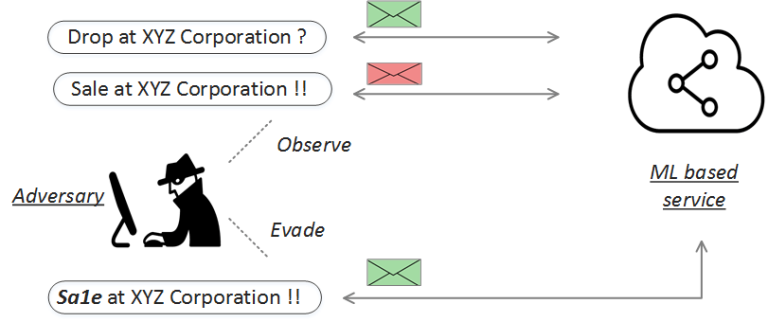 Drop at XYZ Corporation ?
Sale at XYZ Corporation !!
Observe
Adversary
ML based
service
Evade
Sa1e at XYZ Corporation !!